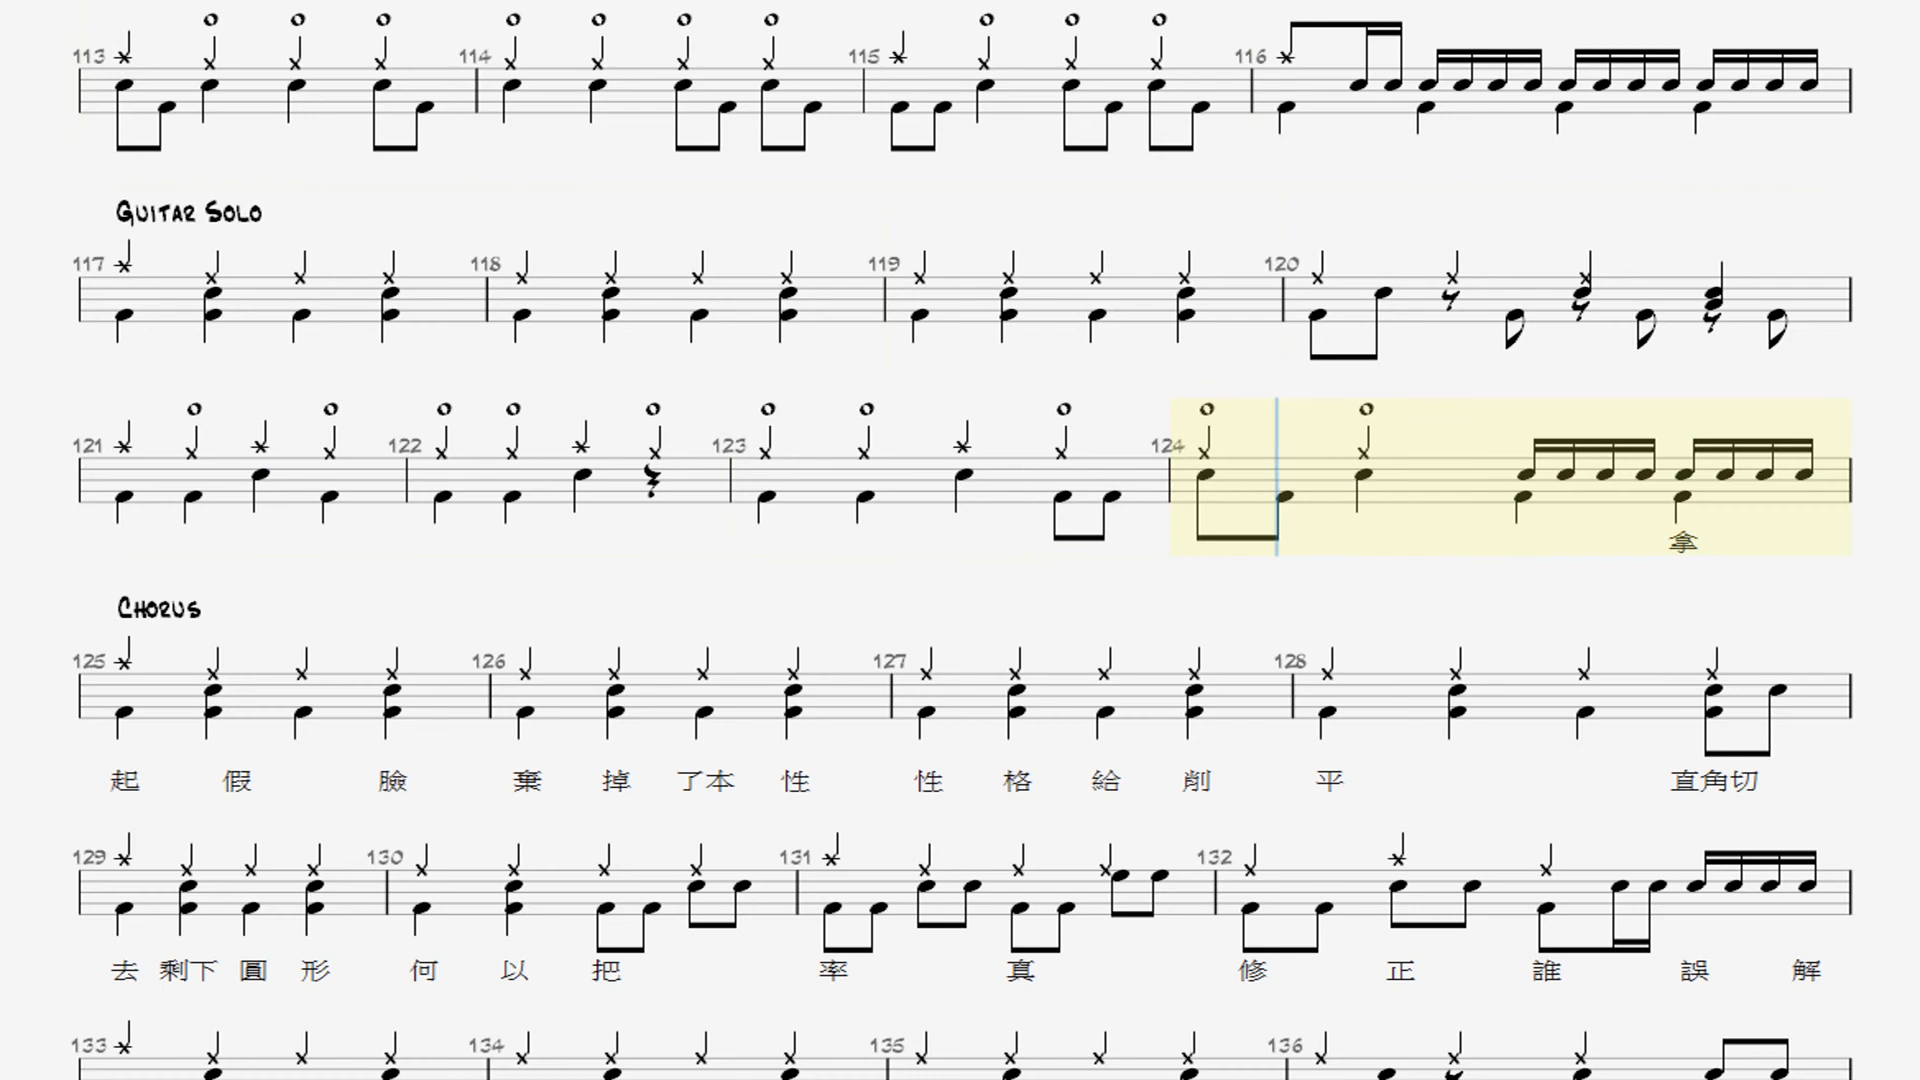 113 114 115 116
Guitar Solo
117 118 119 120
121 122 123 124
拿
Chorus
125 126 127 128
起 假 臉 棄 掉 了本 性 性 格 給 削 平 直角切
129 130 131 132
去 剩下 圓 形 何 以 把 率 真 修 正 誰 誤 解
133 134 135 136